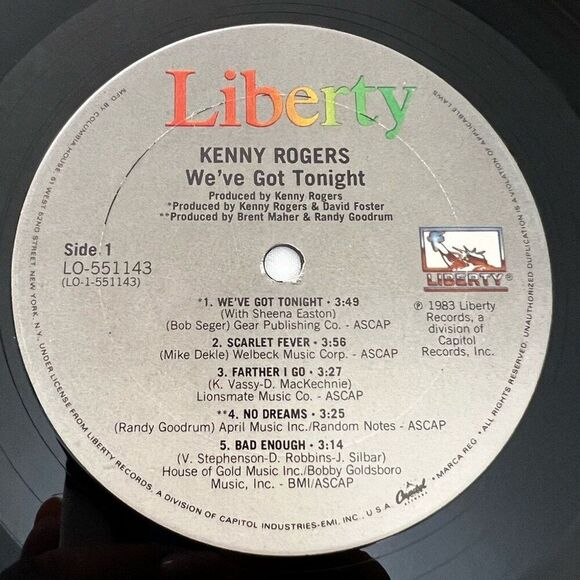 Liberty
KENNY ROGERS
We've Got Tonight
Produced by Kenny Rogers
*Produced by Kenny Rogers & David Foster
**Produced by Brent Maher & Randy Goodrum
Side 1
LO-551143
(LO-1-551143)
LIBERTY®
℗ 1983 Liberty
Records, a
division of
Capitol
Records, Inc.
*1. WE'VE GOT TONIGHT • 3:49
(With Sheena Easton)
(Bob Seger) Gear Publishing Co. - ASCAP
2. SCARLET FEVER • 3:56
(Mike Dekle) Welbeck Music Corp. - ASCAP
3. FARTHER I GO • 3:27
(K. Vassy-D. MacKechnie)
Lionsmate Music Co. - ASCAP
**4. NO DREAMS • 3:25
(Randy Goodrum) April Music Inc./Random Notes - ASCAP
5. BAD ENOUGH • 3:14
(V. Stephenson-D. Robbins-J. Silbar)
House of Gold Music Inc./Bobby Goldsboro
Music, Inc. - BMI/ASCAP
MFD. BY COLUMBIA HOUSE, 51 WEST 52ND STREET, NEW YORK, N.Y. UNDER LICENSE FROM LIBERTY RECORDS, A DIVISION OF CAPITOL INDUSTRIES-EMI, INC., U.S.A.
Capitol
RECORDS
MARCA REG. • ALL RIGHTS RESERVED. UNAUTHORIZED DUPLICATION IS A VIOLATION OF APPLICABLE LAWS.